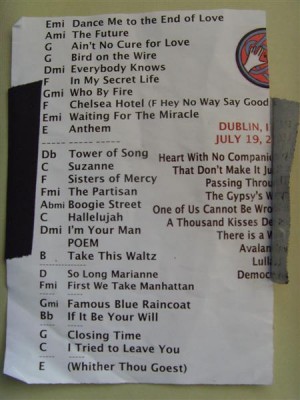 Emi Dance Me to the End of Love
Ami The Future
G Ain't No Cure for Love
G Bird on the Wire
Dmi Everybody Knows
F In My Secret Life
Gmi Who By Fire
F Chelsea Hotel (F Hey No Way Say Good
Emi Waiting For The Miracle
E Anthem
DUBLIN, I
JULY 19, 2
----- ----- -----
Db Tower of Song
C Suzanne
F Sisters of Mercy
Fmi The Partisan
Abmi Boogie Street
C Hallelujah
Dmi I'm Your Man
POEM
B Take This Waltz
Heart With No Compani
That Don't Make It Ju
Passing Throu
The Gypsy's W
One of Us Cannot Be Wro
A Thousand Kisses De
There is a W
Avalan
Lull
Democ
----- -----
D So Long Marianne
Fmi First We Take Manhattan
----- -----
Gmi Famous Blue Raincoat
Bb If It Be Your Will
----- -----
G Closing Time
C I Tried to Leave You
----- -----
E (Whither Thou Goest)